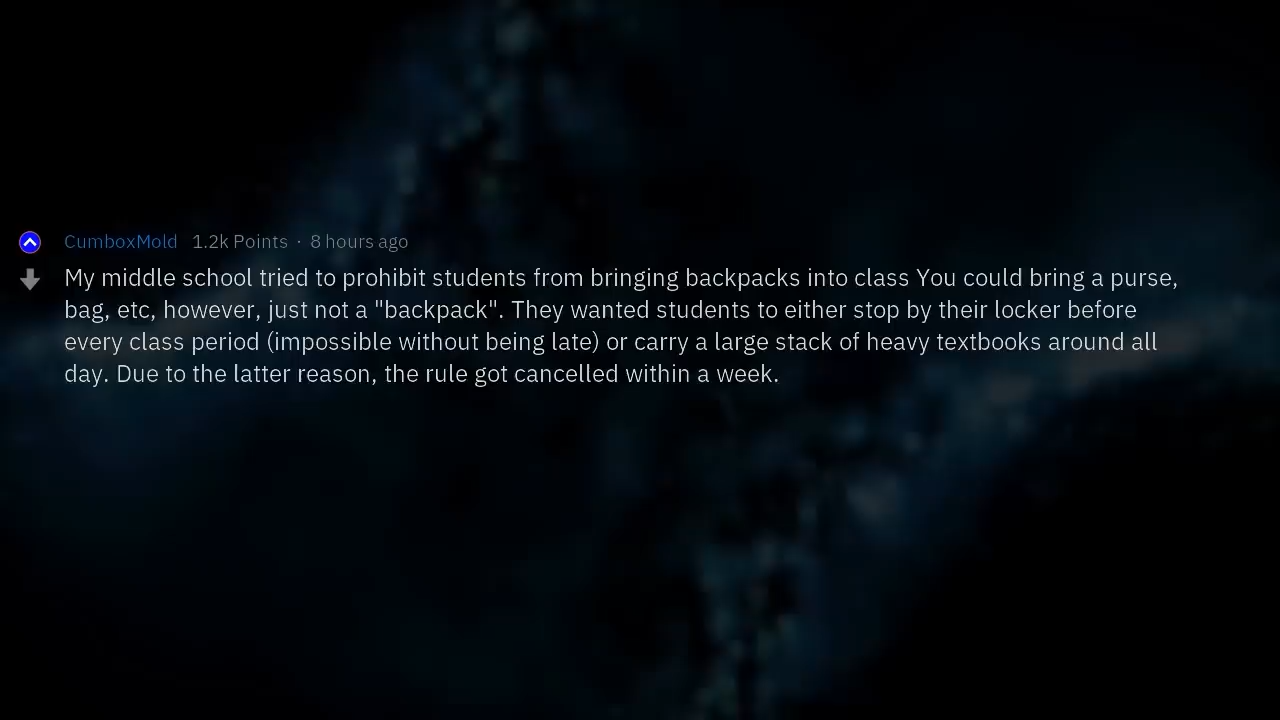 CumboxMold 1.2k Points · 8 hours ago
My middle school tried to prohibit students from bringing backpacks into class You could bring a purse,
bag, etc, however, just not a "backpack". They wanted students to either stop by their locker before
every class period (impossible without being late) or carry a large stack of heavy textbooks around all
day. Due to the latter reason, the rule got cancelled within a week.